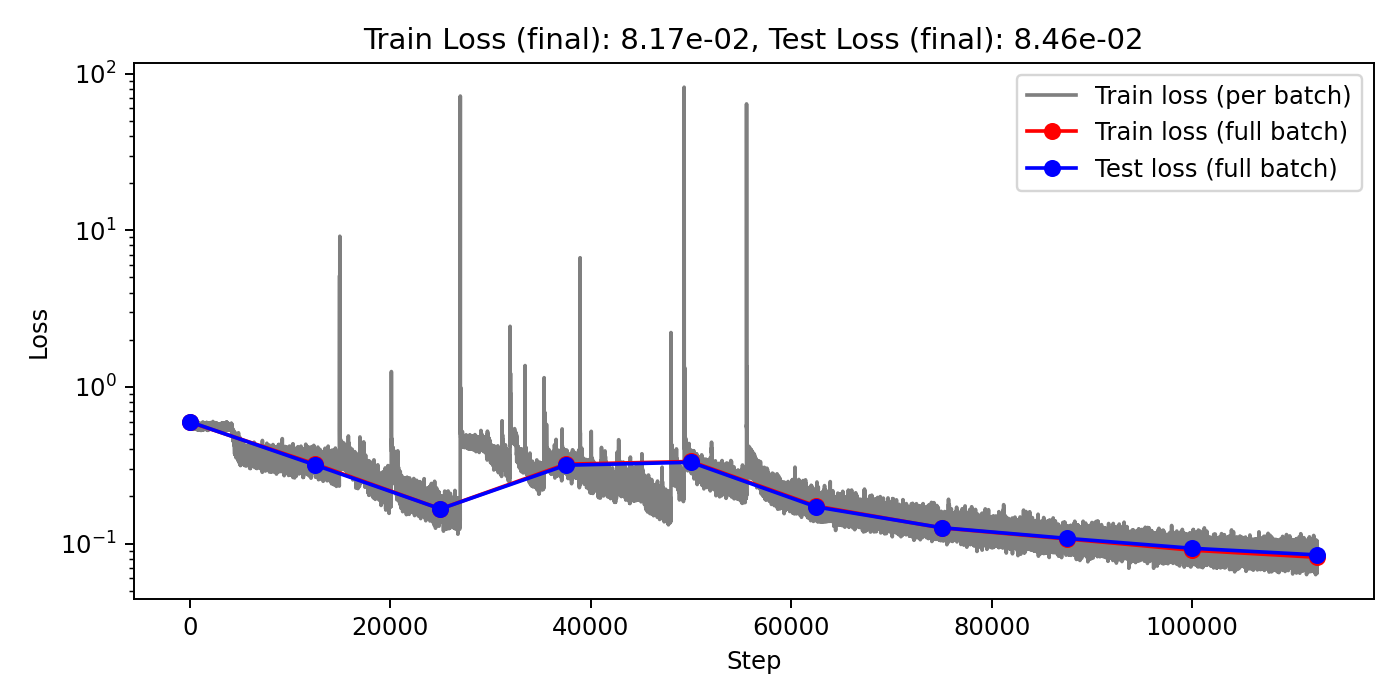 Train Loss (final): 8.17e-02, Test Loss (final): 8.46e-02
Train loss (per batch)
Train loss (full batch)
Test loss (full batch)
Loss
10²
10¹
10⁰
10⁻¹
0 20000 40000 60000 80000 100000
Step